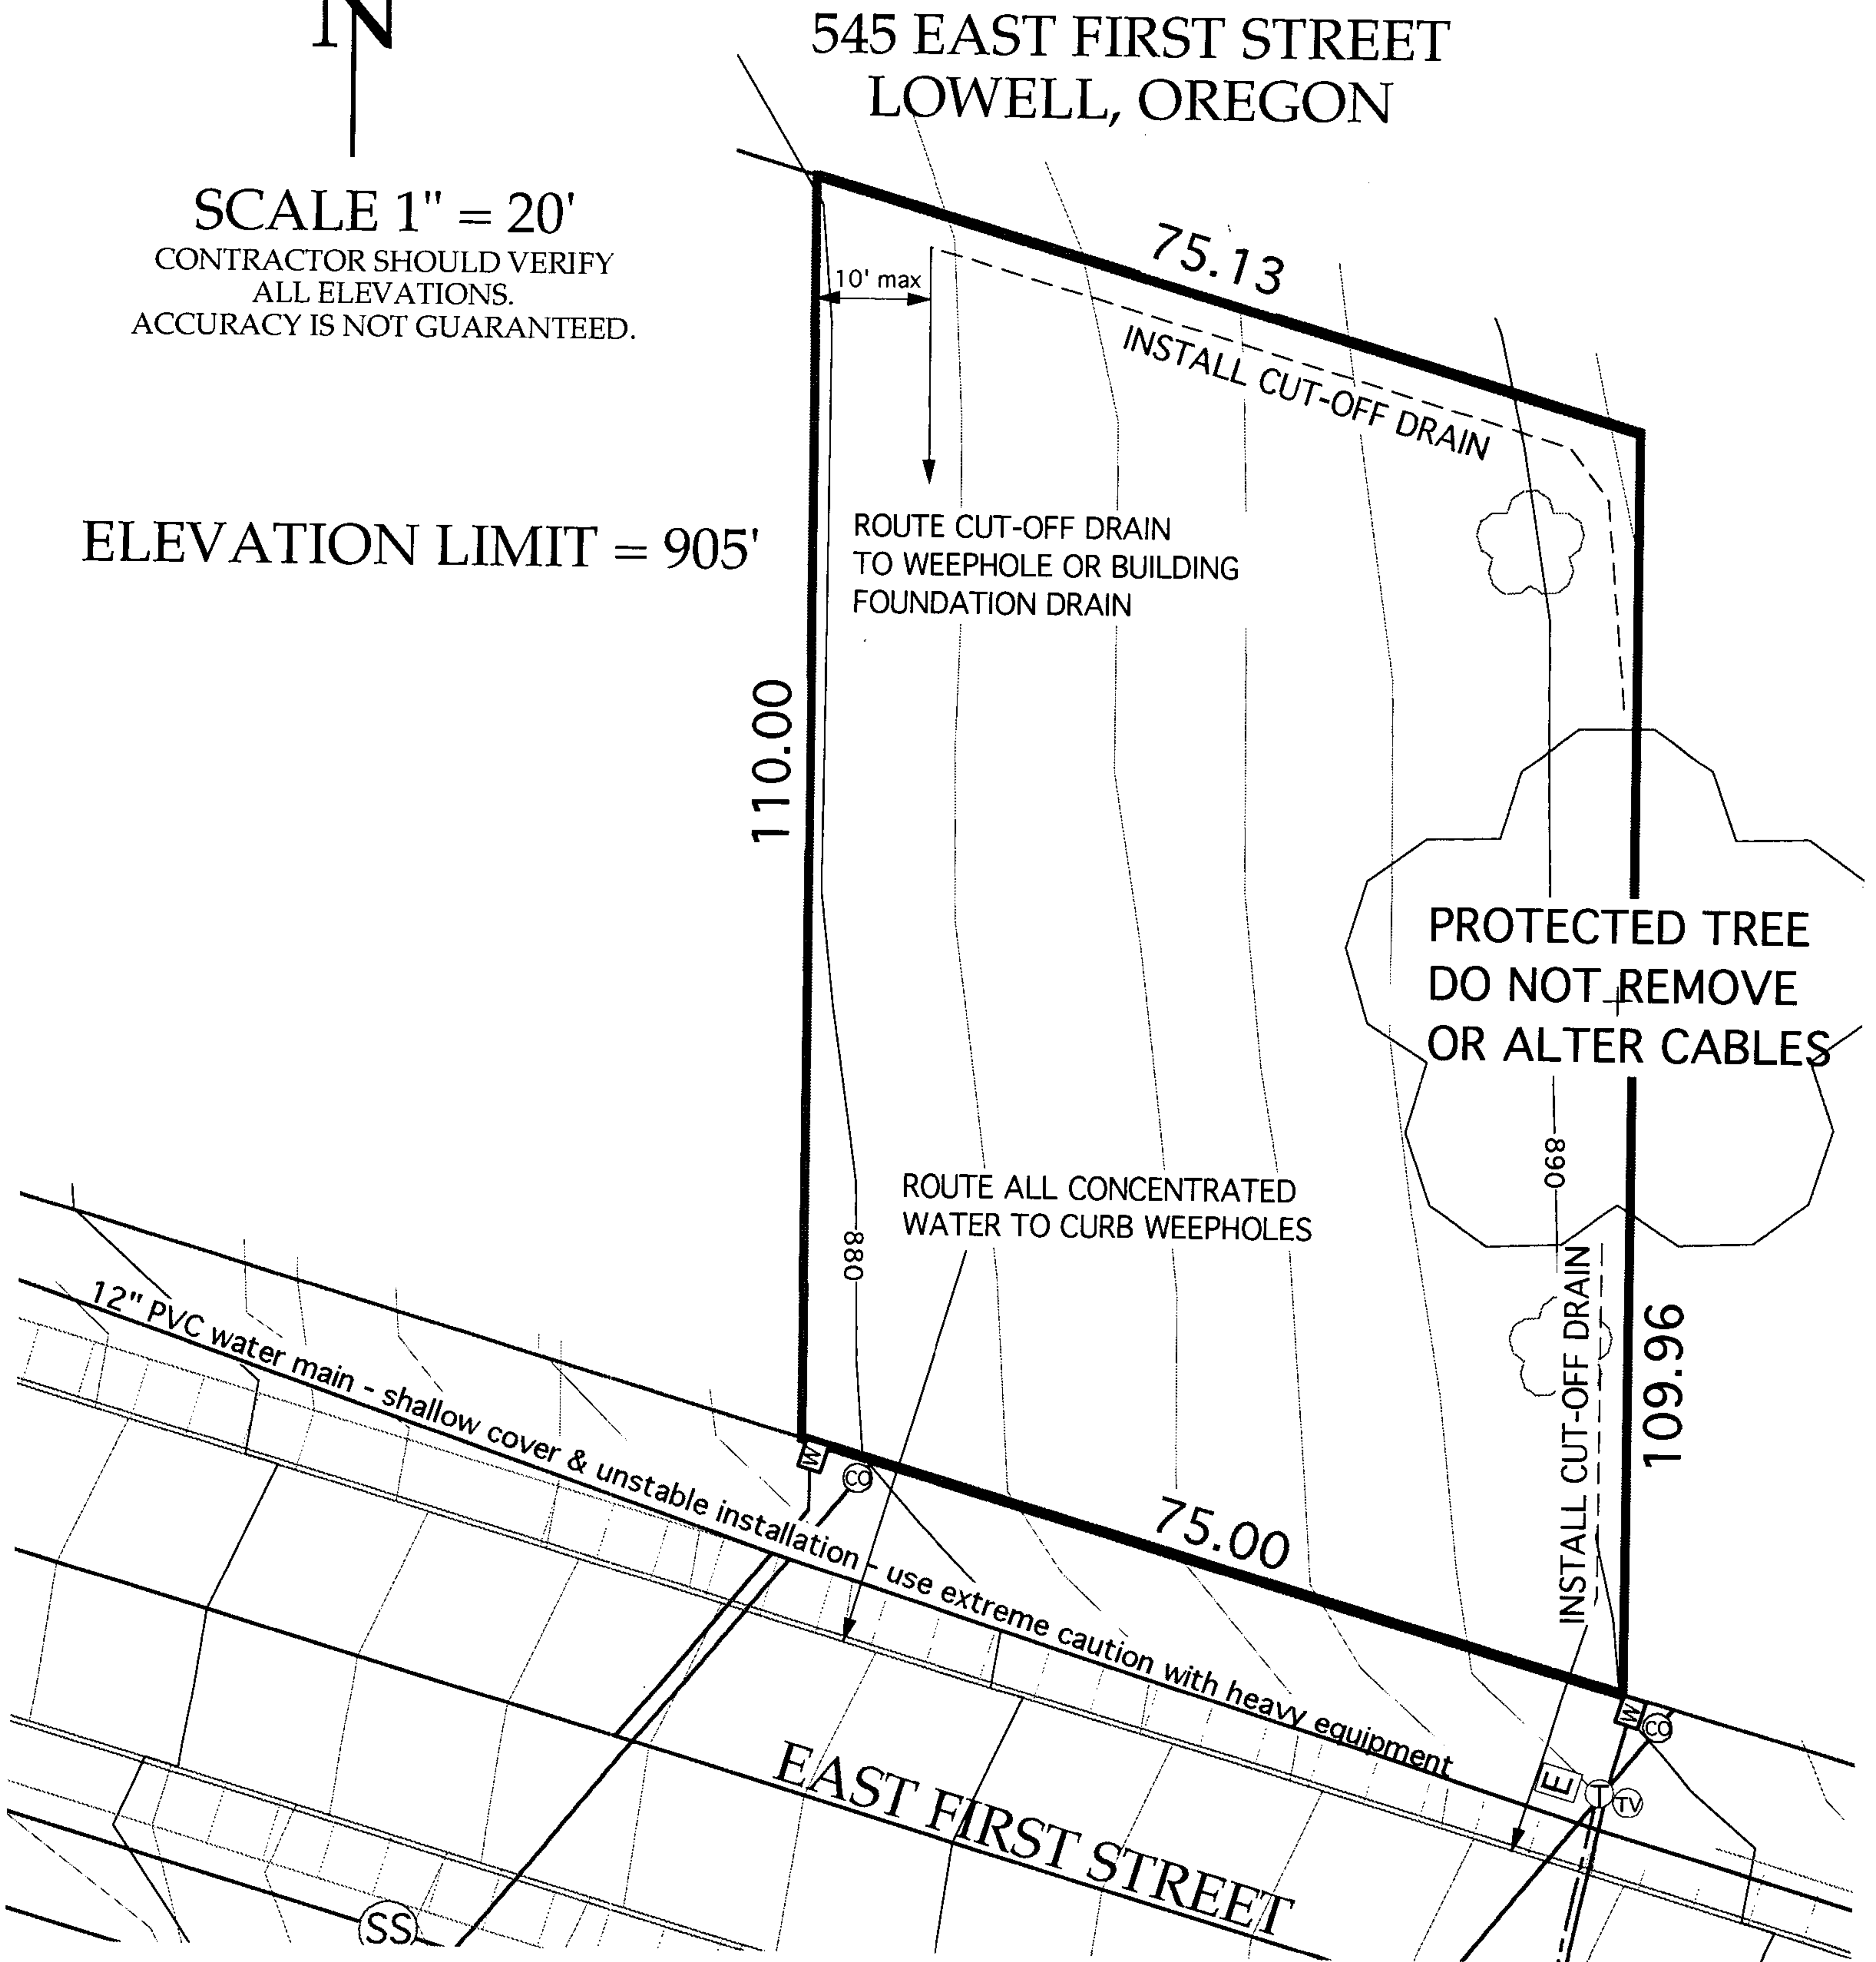 N
545 EAST FIRST STREET
LOWELL, OREGON
SCALE 1" = 20'
CONTRACTOR SHOULD VERIFY
ALL ELEVATIONS.
ACCURACY IS NOT GUARANTEED.
75.13
10' max
INSTALL CUT-OFF DRAIN
ELEVATION LIMIT = 905'
ROUTE CUT-OFF DRAIN
TO WEEPHOLE OR BUILDING
FOUNDATION DRAIN
110.00
PROTECTED TREE
DO NOT REMOVE
OR ALTER CABLES
890
ROUTE ALL CONCENTRATED
WATER TO CURB WEEPHOLES
880
INSTALL CUT-OFF DRAIN
109.96
12" PVC water main - shallow cover & unstable installation - use extreme caution with heavy equipment
W
CO
75.00
W
CO
E
T
TV
EAST FIRST STREET
SS